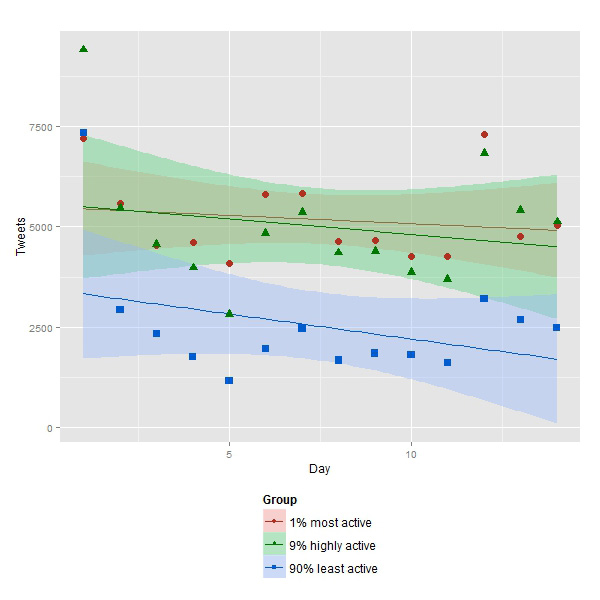 7500
5000
2500
0
Tweets
5
10
Day
Group
1% most active
9% highly active
90% least active